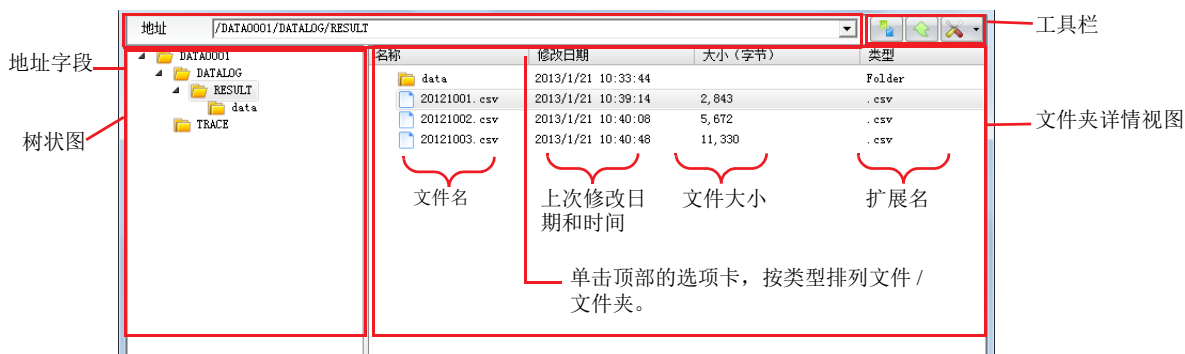 地址 /DATA0001/DATALOG/RESULT
工具栏
地址字段
树状图
DATA0001
DATALOG
RESULT
data
TRACE
名称 修改日期 大小（字节） 类型
data 2013/1/21 10:33:44 Folder
20121001.csv 2013/1/21 10:39:14 2,843 .csv
20121002.csv 2013/1/21 10:40:08 5,672 .csv
20121003.csv 2013/1/21 10:40:48 11,330 .csv
文件夹详情视图
文件名
上次修改日
期和时间
文件大小
扩展名
单击顶部的选项卡，按类型排列文件 /
文件夹。